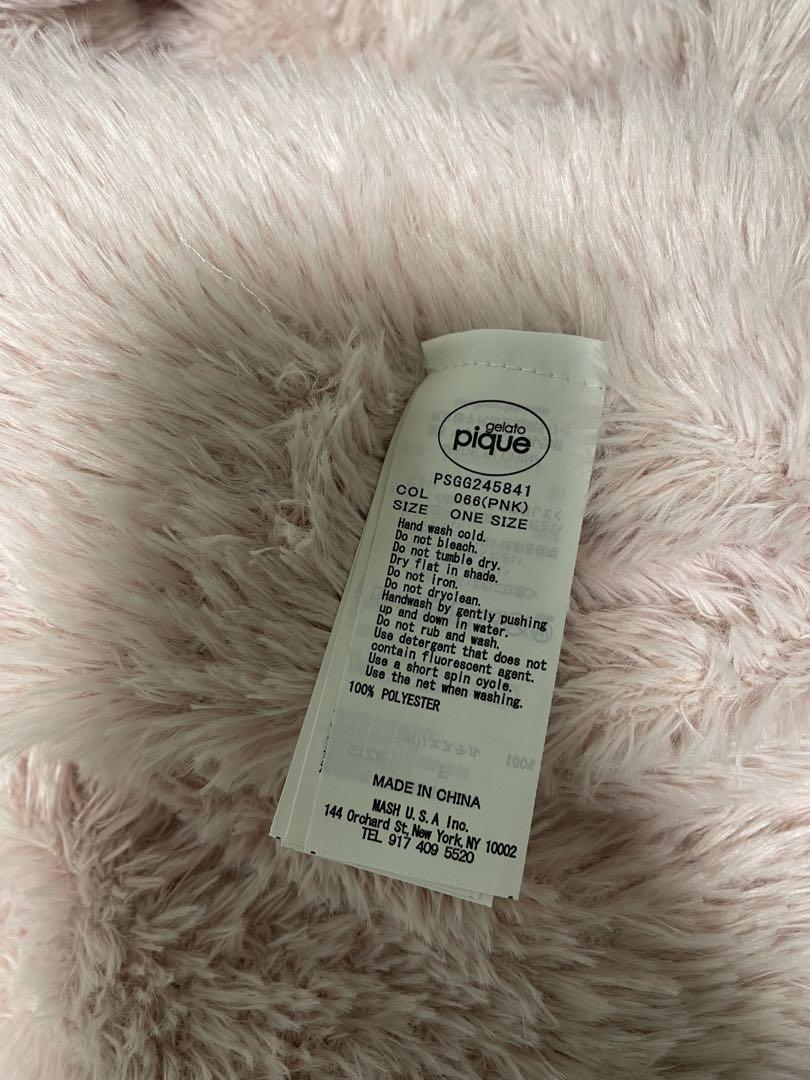 gelato
pique
PSGG245841
COL 066(PNK)
SIZE ONE SIZE
Hand wash cold.
Do not bleach.
Do not tumble dry.
Dry flat in shade.
Do not iron.
Do not dryclean.
Handwash by gently pushing
up and down in water.
Do not rub and wash.
Use detergent that does not
contain fluorescent agent.
Use a short spin cycle.
Use the net when washing.
100% POLYESTER
MADE IN CHINA
MASH U.S.A Inc.
144 Orchard St, New York, NY 10002
TEL 917 409 5520